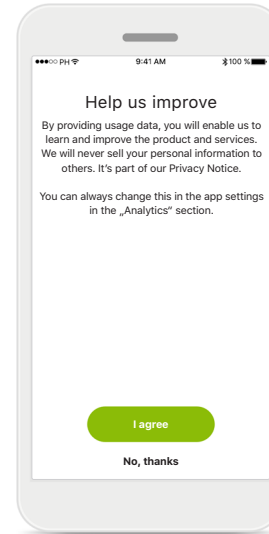 ●●●○○ PH 9:41 AM 100 %
Help us improve
By providing usage data, you will enable us to
learn and improve the product and services.
We will never sell your personal information to
others. It's part of our Privacy Notice.
You can always change this in the app settings
in the „Analytics“ section.
I agree
No, thanks